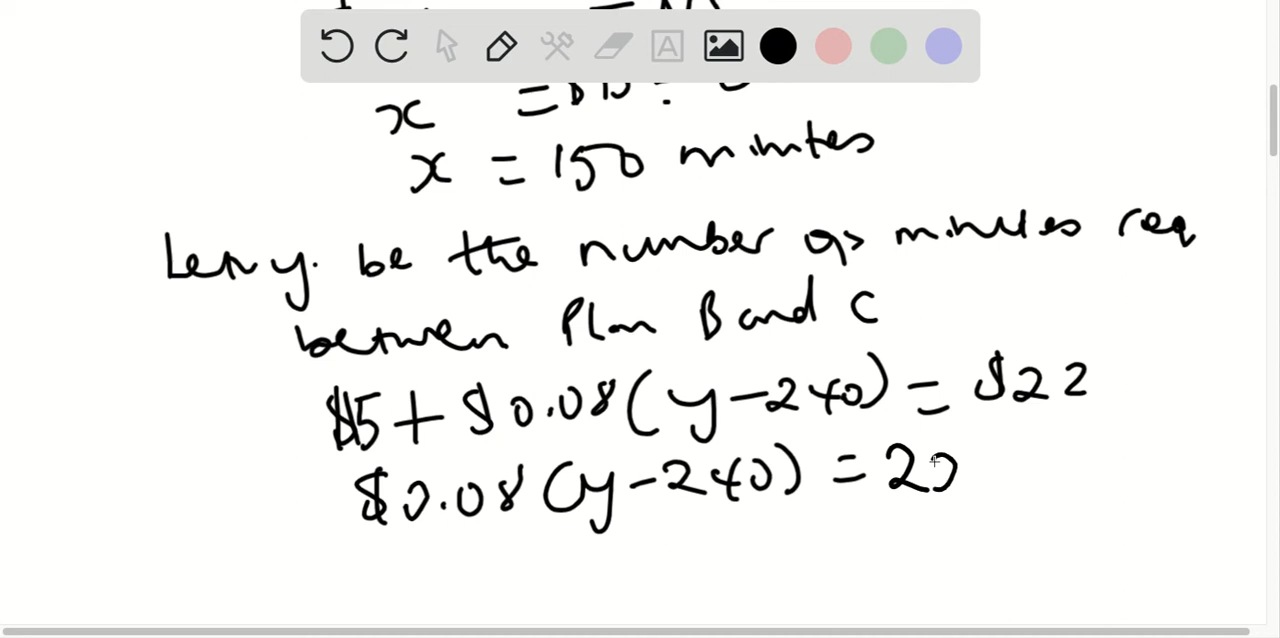 x =
x = 150 minutes
Let y. be the number of minutes req
between Plan B and C
$5 + $0.08(y-240) = $22
$0.08(y-240) = 20